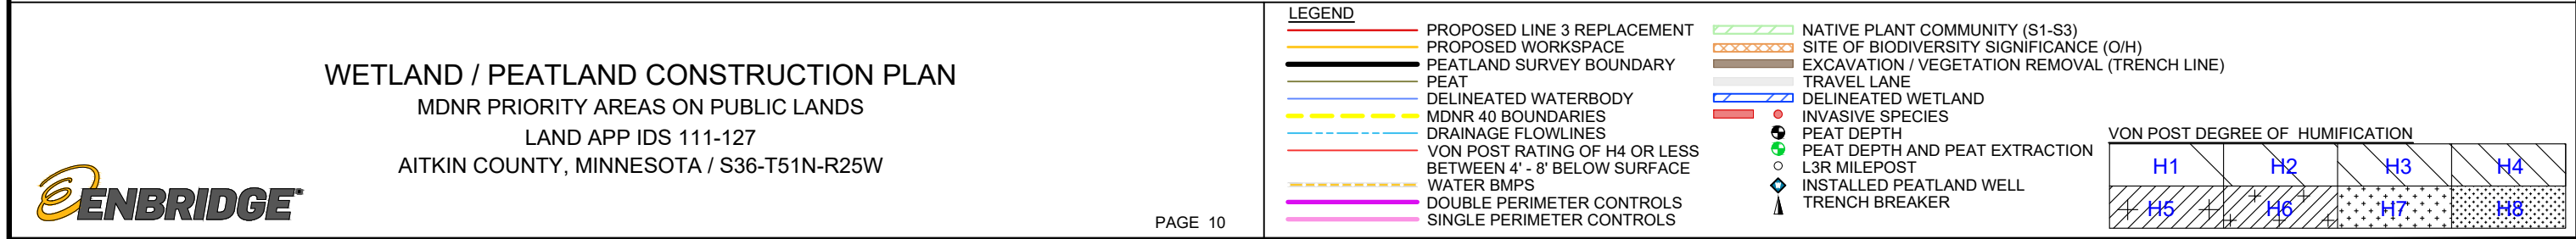 WETLAND / PEATLAND CONSTRUCTION PLAN
MDNR PRIORITY AREAS ON PUBLIC LANDS
LAND APP IDS 111-127
AITKIN COUNTY, MINNESOTA / S36-T51N-R25W
ENBRIDGE®
PAGE 10
LEGEND
PROPOSED LINE 3 REPLACEMENT
PROPOSED WORKSPACE
PEATLAND SURVEY BOUNDARY
PEAT
DELINEATED WATERBODY
MDNR 40 BOUNDARIES
DRAINAGE FLOWLINES
VON POST RATING OF H4 OR LESS
BETWEEN 4' - 8' BELOW SURFACE
WATER BMPS
DOUBLE PERIMETER CONTROLS
SINGLE PERIMETER CONTROLS
NATIVE PLANT COMMUNITY (S1-S3)
SITE OF BIODIVERSITY SIGNIFICANCE (O/H)
EXCAVATION / VEGETATION REMOVAL (TRENCH LINE)
TRAVEL LANE
DELINEATED WETLAND
INVASIVE SPECIES
PEAT DEPTH
PEAT DEPTH AND PEAT EXTRACTION
L3R MILEPOST
INSTALLED PEATLAND WELL
TRENCH BREAKER
VON POST DEGREE OF HUMIFICATION
H1 H2 H3 H4
H5 H6 H7 H8